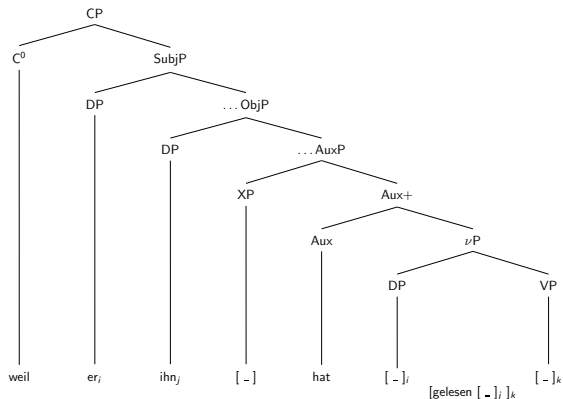 CP
C⁰ SubjP
DP …ObjP
DP …AuxP
XP Aux+
Aux νP
DP VP
weil erᵢ ihnⱼ [ _ ] hat [ _ ]ᵢ [ _ ]ₖ
[gelesen [ _ ]ⱼ ]ₖ